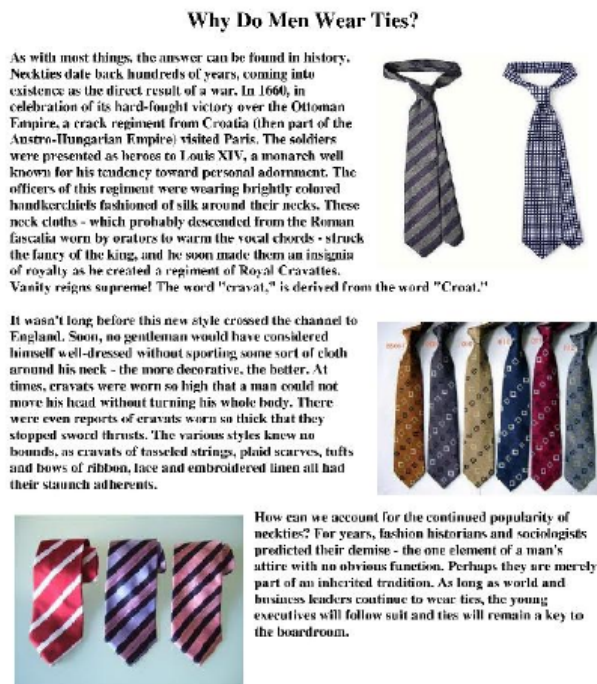 Why Do Men Wear Ties?
As with most things, the answer can be found in history.
Neckties date back hundreds of years, coming into
existence as the direct result of a war. In 1660, in
celebration of its hard-fought victory over the Ottoman
Empire, a crack regiment from Croatia (then part of the
Austro-Hungarian Empire) visited Paris. The soldiers
were presented as heroes to Louis XIV, a monarch well
known for his tendency toward personal adornment. The
officers of this regiment were wearing brightly colored
handkerchiefs fashioned of silk around their necks. These
neck cloths - which probably descended from the Roman
fascalia worn by orators to warm the vocal chords - struck
the fancy of the king, and he soon made them an insignia
of royalty as he created a regiment of Royal Cravattes.
Vanity reigns supreme! The word "cravat," is derived from the word "Croat."
It wasn't long before this new style crossed the channel to
England. Soon, no gentleman would have considered
himself well-dressed without sporting some sort of cloth
around his neck - the more decorative, the better. At
times, cravats were worn so high that a man could not
move his head without turning his whole body. There
were even reports of cravats worn so thick that they
stopped sword thrusts. The various styles knew no
bounds, as cravats of tasseled strings, plaid scarves, tufts
and bows of ribbon, lace and embroidered linen all had
their staunch adherents.
How can we account for the continued popularity of
neckties? For years, fashion historians and sociologists
predicted their demise - the one element of a man's
attire with no obvious function. Perhaps they are merely
part of an inherited tradition. As long as world and
business leaders continue to wear ties, the young
executives will follow suit and ties will remain a key to
the boardroom.